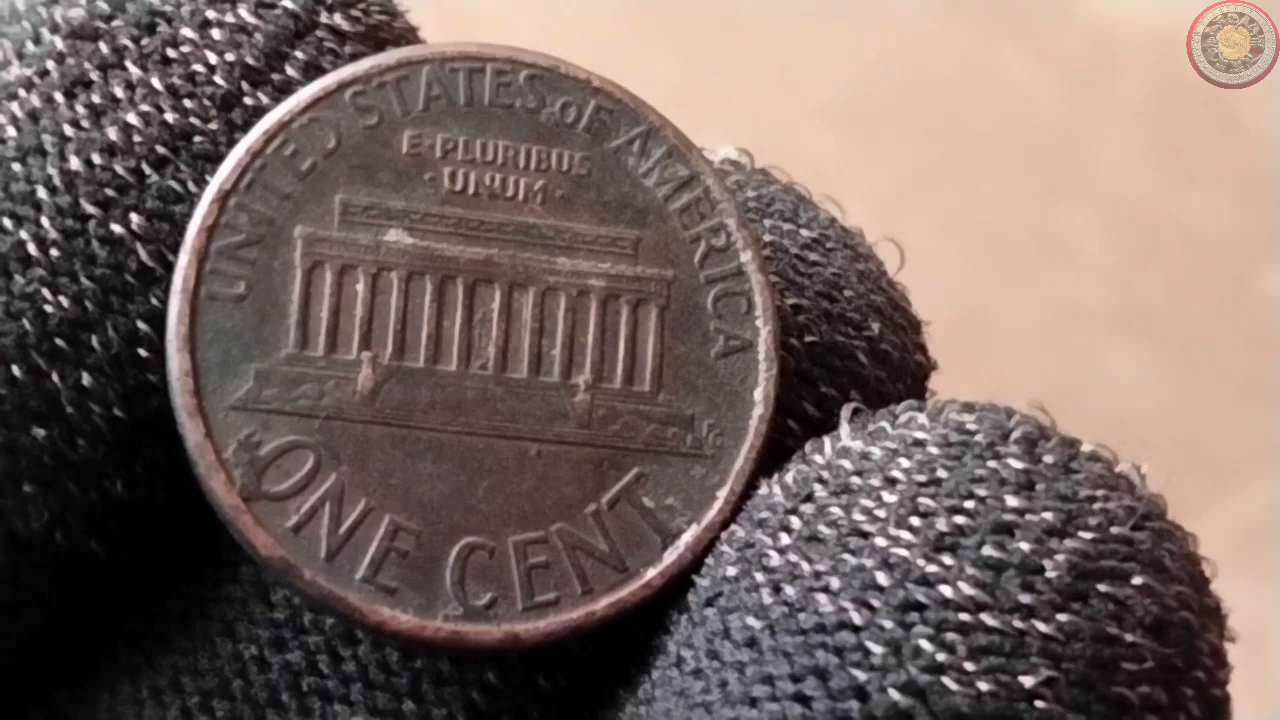 UNITED STATES OF AMERICA
E·PLURIBUS
·UNUM·
ONE CENT